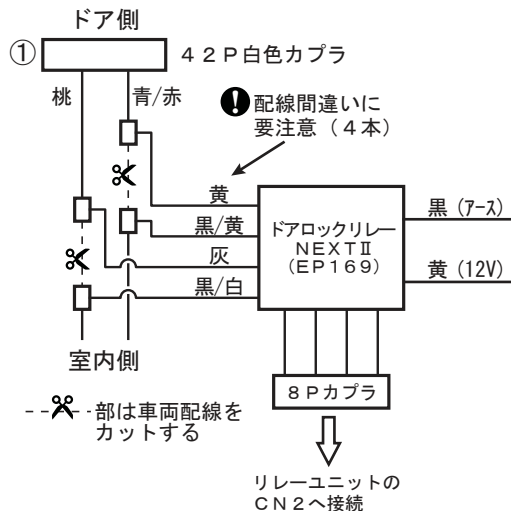 ドア側
① 42P白色カプラ
桃 青/赤
! 配線間違いに
要注意(4本)
黄
黒/黄
灰
黒/白
ドアロックリレー
NEXTⅡ
(EP169)
黒 (アース)
黄 (12V)
室内側
8Pカプラ
部は車両配線を
カットする
リレーユニットの
CN2へ接続